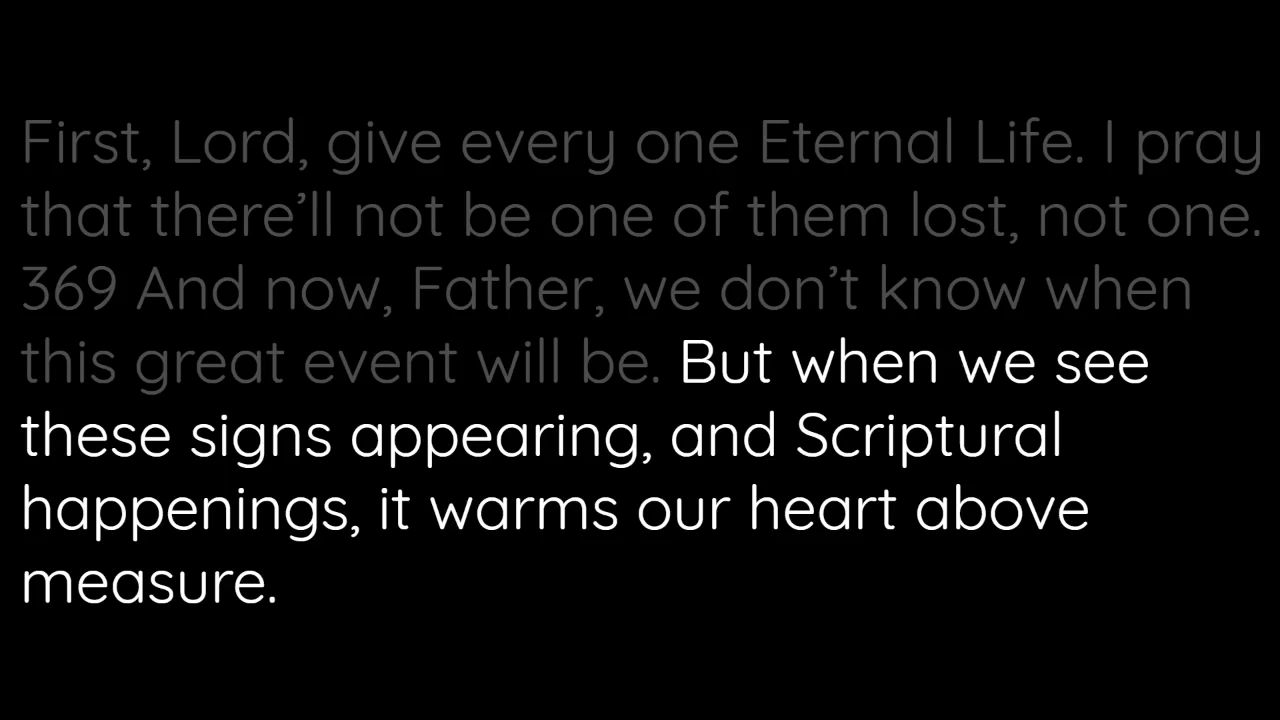 First, Lord, give every one Eternal Life. I pray
that there’ll not be one of them lost, not one.
369 And now, Father, we don’t know when
this great event will be. But when we see
these signs appearing, and Scriptural
happenings, it warms our heart above
measure.